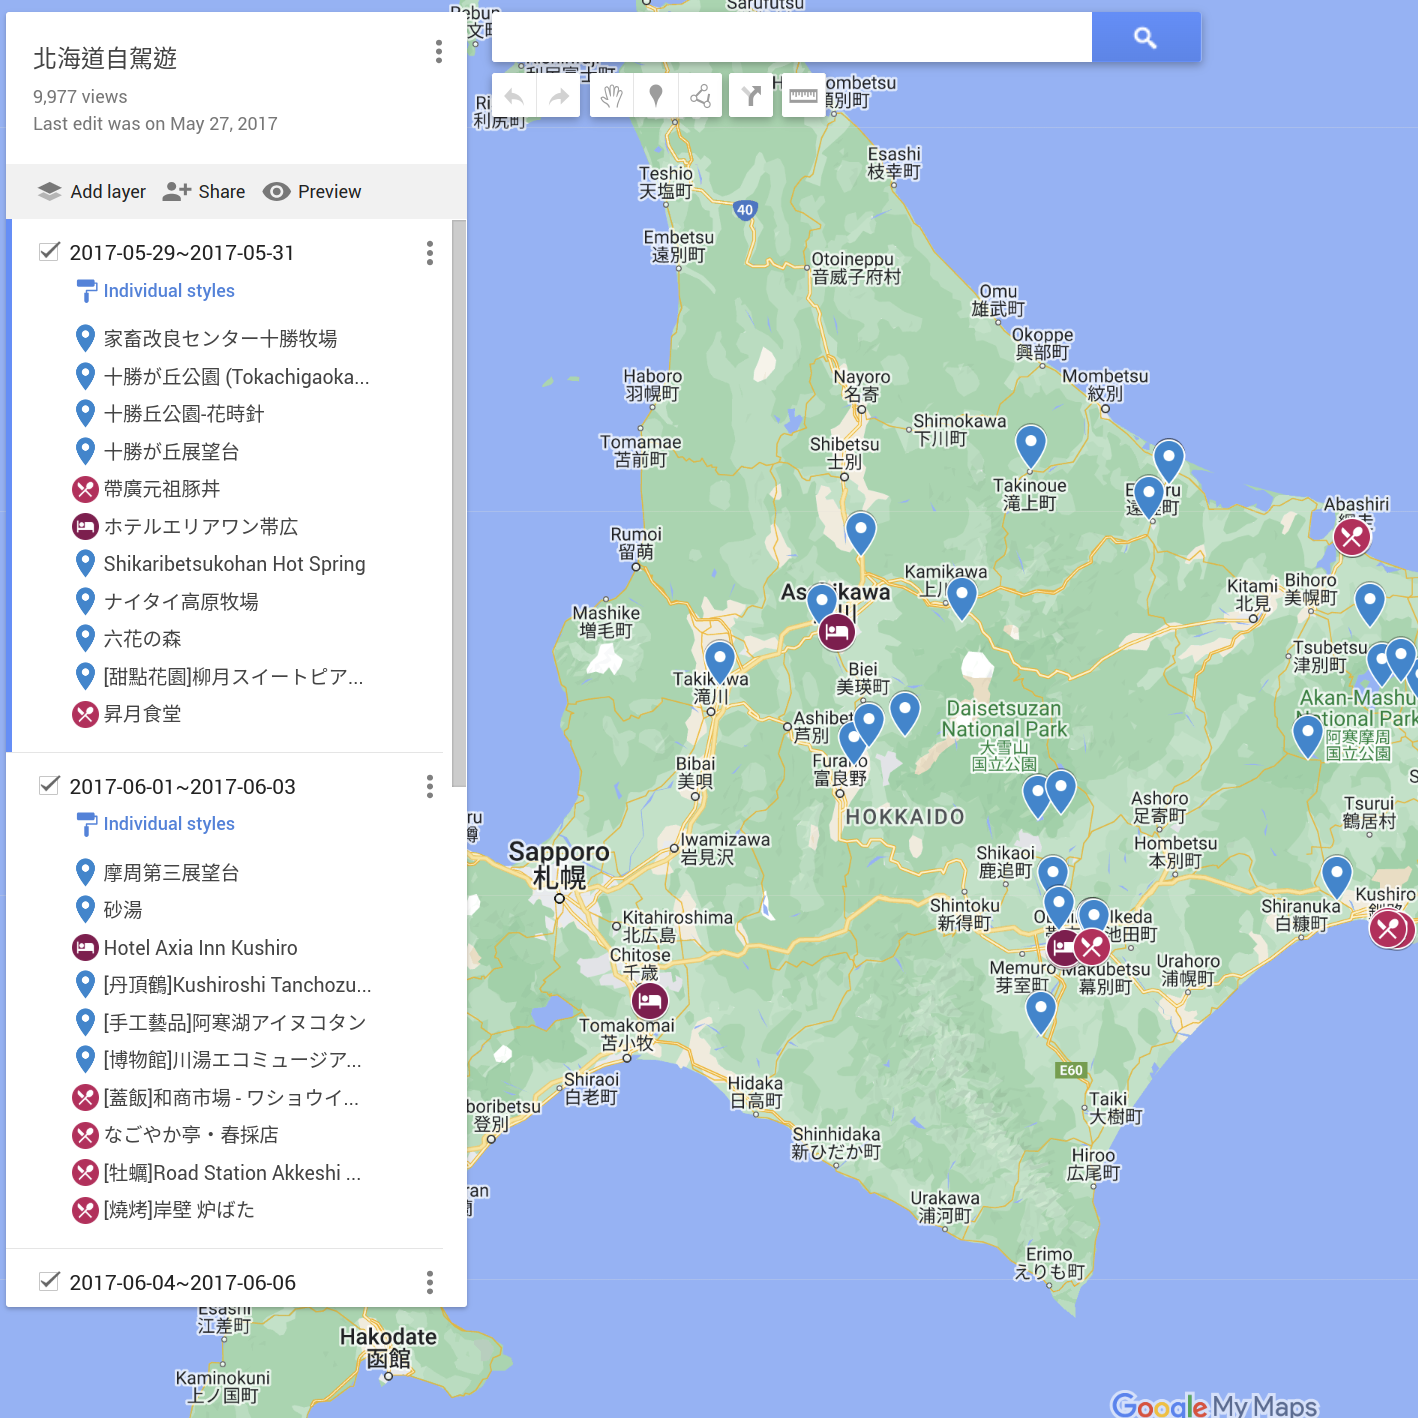 北海道自駕遊
9,977 views
Last edit was on May 27, 2017
Add layer
Share
Preview
2017-05-29~2017-05-31
Individual styles
家畜改良センター十勝牧場
十勝が丘公園 (Tokachigaoka...
十勝丘公園-花時針
十勝が丘展望台
帶廣元祖豚丼
ホテルエリアワン帯広
Shikaribetsukohan Hot Spring
ナイタイ高原牧場
六花の森
[甜點花園]柳月スイートピア...
昇月食堂
2017-06-01~2017-06-03
Individual styles
摩周第三展望台
砂湯
Hotel Axia Inn Kushiro
[丹頂鶴]Kushiroshi Tanchozu...
[手工藝品]阿寒湖アイヌコタン
[博物館]川湯エコミュージア...
[蓋飯]和商市場 - ワショウイ...
なごやか亭・春採店
[牡蠣]Road Station Akkeshi ...
[燒烤]岸壁 炉ばた
2017-06-04~2017-06-06
Sarufutsu
利尻町
Esashi
枝幸町
Teshio
天塩町
40
Embetsu
遠別町
Otoineppu
音威子府村
Omu
雄武町
Okoppe
興部町
Haboro
羽幌町
Nayoro
名寄
Mombetsu
紋別
Shimokawa
下川町
Tomamae
苫前町
Shibetsu
士別
Takinoue
滝上町
Abashiri
Rumoi
留萌
Kamikawa
Kitami
北見
Bihoro
美幌町
Mashike
増毛町
Tsubetsu
津別町
Biei
美瑛町
滝川
Akan-Mashu
National Park
阿寒摩周
国立公園
Daisetsuzan
National Park
大雪山
国立公園
芦別
Bibai
美唄
富良野
HOKKAIDO
Ashoro
足寄町
Tsurui
鶴居村
Iwamizawa
岩見沢
Hombetsu
本別町
Sapporo
札幌
Shikaoi
鹿追町
Kushiro
Shintoku
新得町
Shiranuka
白糠町
Ikeda
池田町
Kitahiroshima
北広島
Chitose
千歳
Memuro
芽室町
Makubetsu
幕別町
Urahoro
浦幌町
Tomakomai
苫小牧
E60
Shiraoi
白老町
Hidaka
日高町
Taiki
大樹町
登別
Shinhidaka
新ひだか町
Hiroo
広尾町
Urakawa
浦河町
Erimo
えりも町
Esashi
江差町
Hakodate
函館
Kaminokuni
上ノ国町
Google My Maps